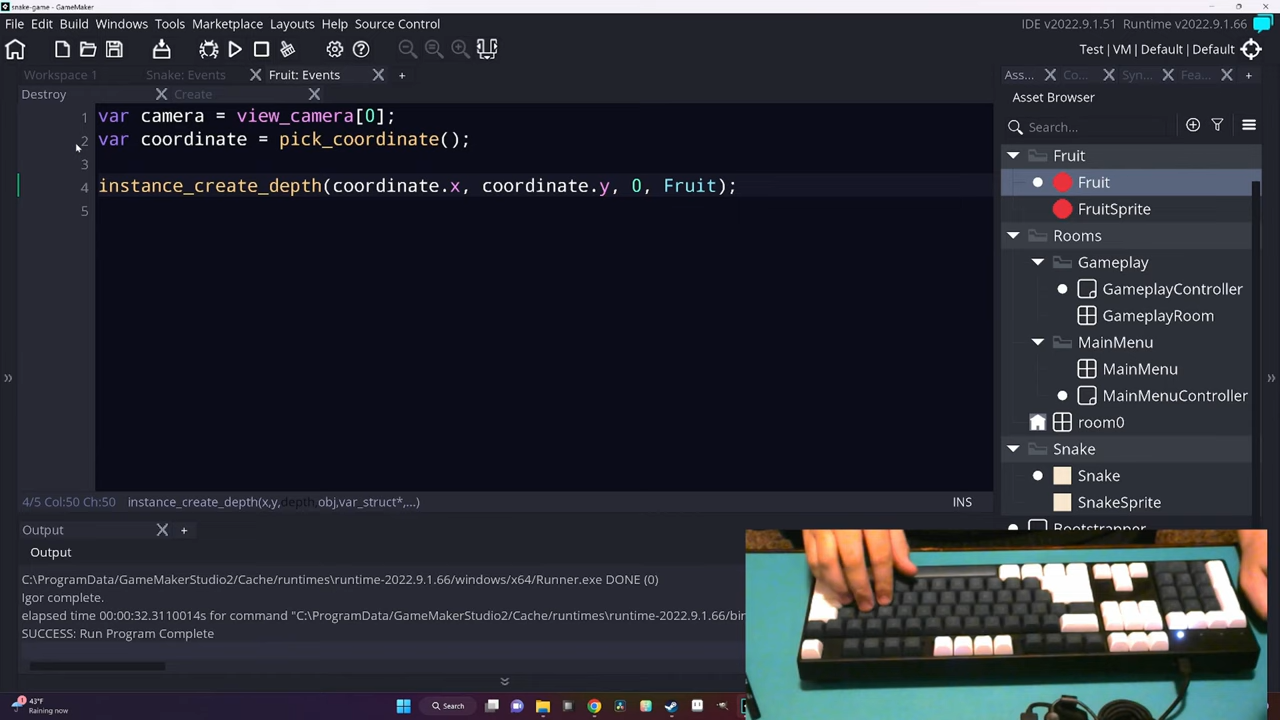 snake-game - GameMaker
File Edit Build Windows Tools Marketplace Layouts Help Source Control
IDE v2022.9.1.51 Runtime v2022.9.1.66
Test | VM | Default | Default
Workspace 1 Snake: Events Fruit: Events +
Destroy Create
1 var camera = view_camera[0];
2 var coordinate = pick_coordinate();
3
4 instance_create_depth(coordinate.x, coordinate.y, 0, Fruit);
5
4/5 Col:50 Ch:50 instance_create_depth(x,y,depth,obj,var_struct*,...) INS
Output +
Output
C:\ProgramData/GameMakerStudio2/Cache/runtimes\runtime-2022.9.1.66/windows/x64/Runner.exe DONE (0)
Igor complete.
elapsed time 00:00:32.3110014s for command "C:\ProgramData/GameMakerStudio2/Cache/runtimes\runtime-2022.9.1.66/bin
SUCCESS: Run Program Complete
Ass... Co... Syn... Fea... +
Asset Browser
Search...
Fruit
Fruit
FruitSprite
Rooms
Gameplay
GameplayController
GameplayRoom
MainMenu
MainMenu
MainMenuController
room0
Snake
Snake
SnakeSprite
Bootstrapper
43°F
Raining now
Search